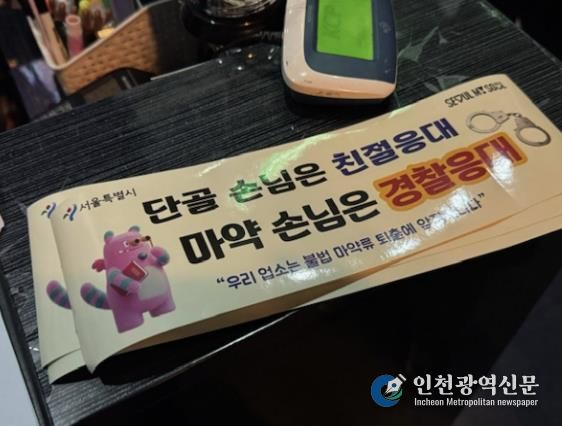 SEOUL MY SOUL
서울특별시
단골 손님은 친절응대
마약 손님은 경찰응대
"우리 업소는 불법 마약류 퇴출에
인천광역신문
Incheon Metropolitan newspaper